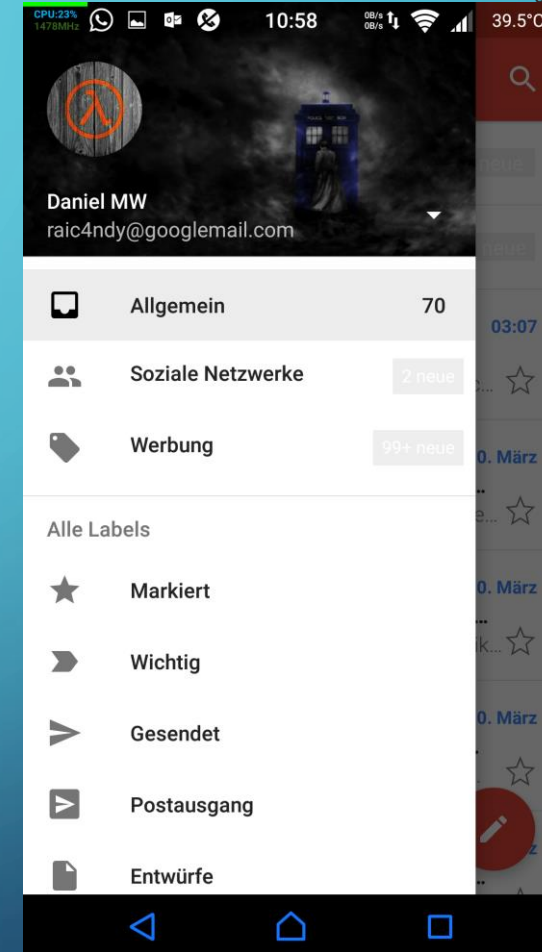 CPU:23%
1478MHz
10:58
0B/s
0B/s
39.5°C
Daniel MW
raic4ndy@googlemail.com
Allgemein 70
Soziale Netzwerke 2 neue
Werbung 99+ neue
Alle Labels
Markiert
Wichtig
Gesendet
Postausgang
Entwürfe
neue
neue
03:07
0. März
0. März
0. März